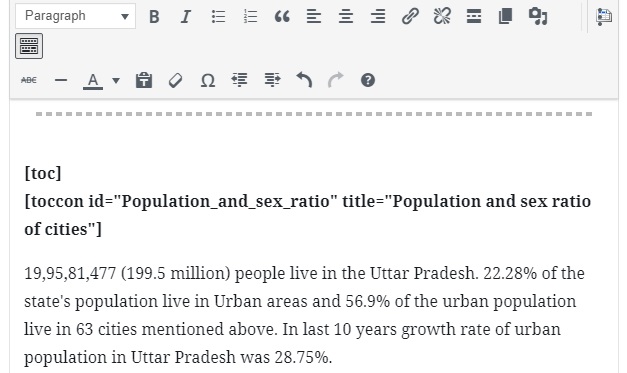 Paragraph
B I
ABC A Ω
[toc]
[toccon id="Population_and_sex_ratio" title="Population and sex ratio
of cities"]
19,95,81,477 (199.5 million) people live in the Uttar Pradesh. 22.28% of the
state's population live in Urban areas and 56.9% of the urban population
live in 63 cities mentioned above. In last 10 years growth rate of urban
population in Uttar Pradesh was 28.75%.